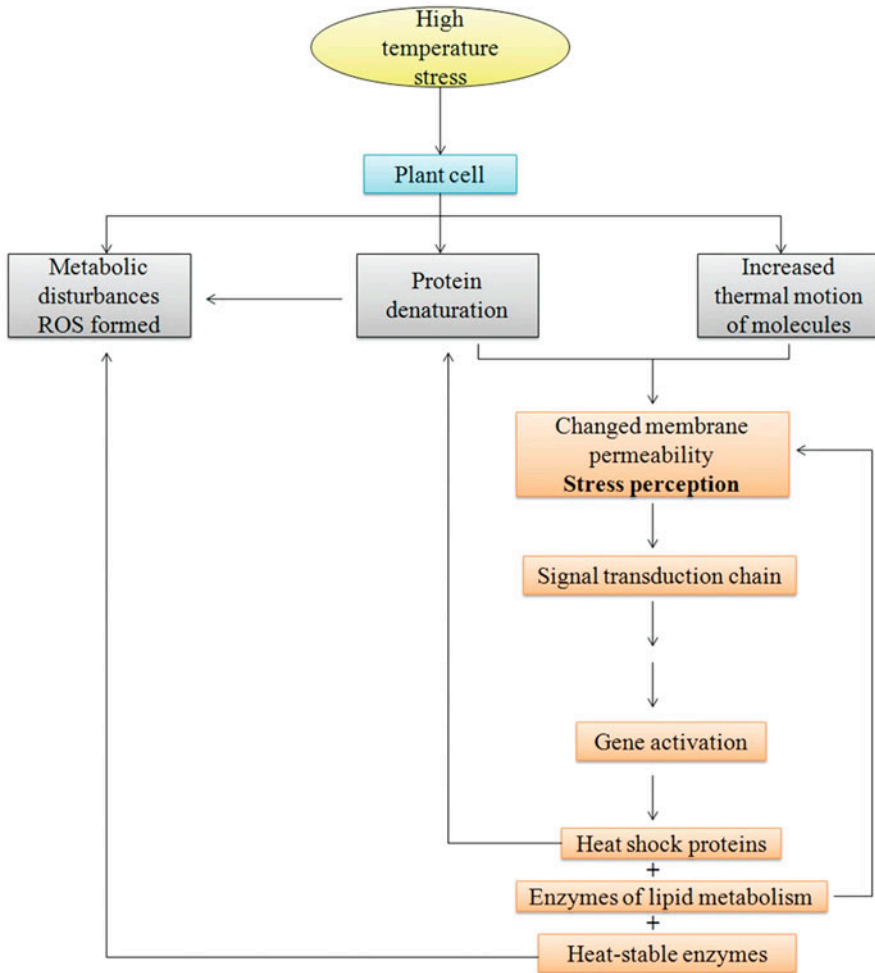 High
temperature
stress
Plant cell
Metabolic
disturbances
ROS formed
Protein
denaturation
Increased
thermal motion
of molecules
Changed membrane
permeability
Stress perception
Signal transduction chain
Gene activation
Heat shock proteins
+
Enzymes of lipid metabolism
+
Heat-stable enzymes